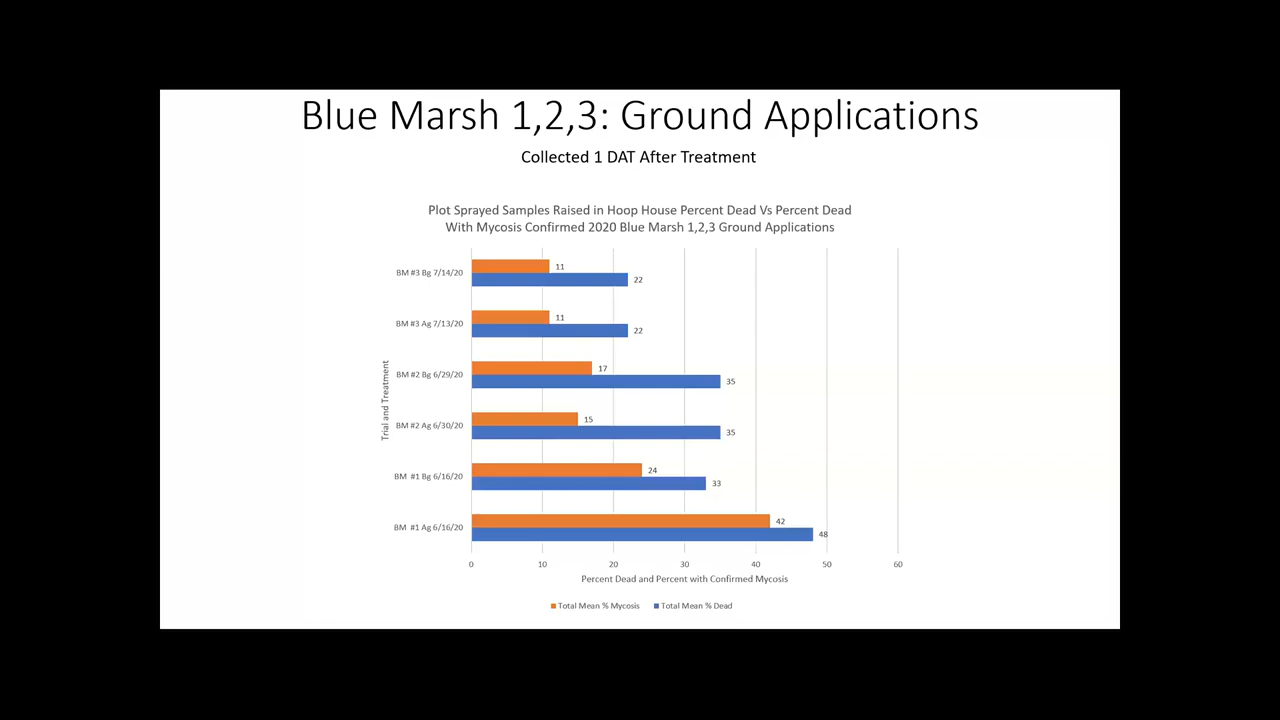 Blue Marsh 1,2,3: Ground Applications
Collected 1 DAT After Treatment
Plot Sprayed Samples Raised in Hoop House Percent Dead Vs Percent Dead
With Mycosis Confirmed 2020 Blue Marsh 1,2,3 Ground Applications
Trial and Treatment
BM #3 Bg 7/14/20
11
22
BM #3 Ag 7/13/20
11
22
BM #2 Bg 6/29/20
17
35
BM #2 Ag 6/30/20
15
35
BM #1 Bg 6/16/20
24
33
BM #1 Ag 6/16/20
42
48
0 10 20 30 40 50 60
Percent Dead and Percent with Confirmed Mycosis
Total Mean % Mycosis Total Mean % Dead